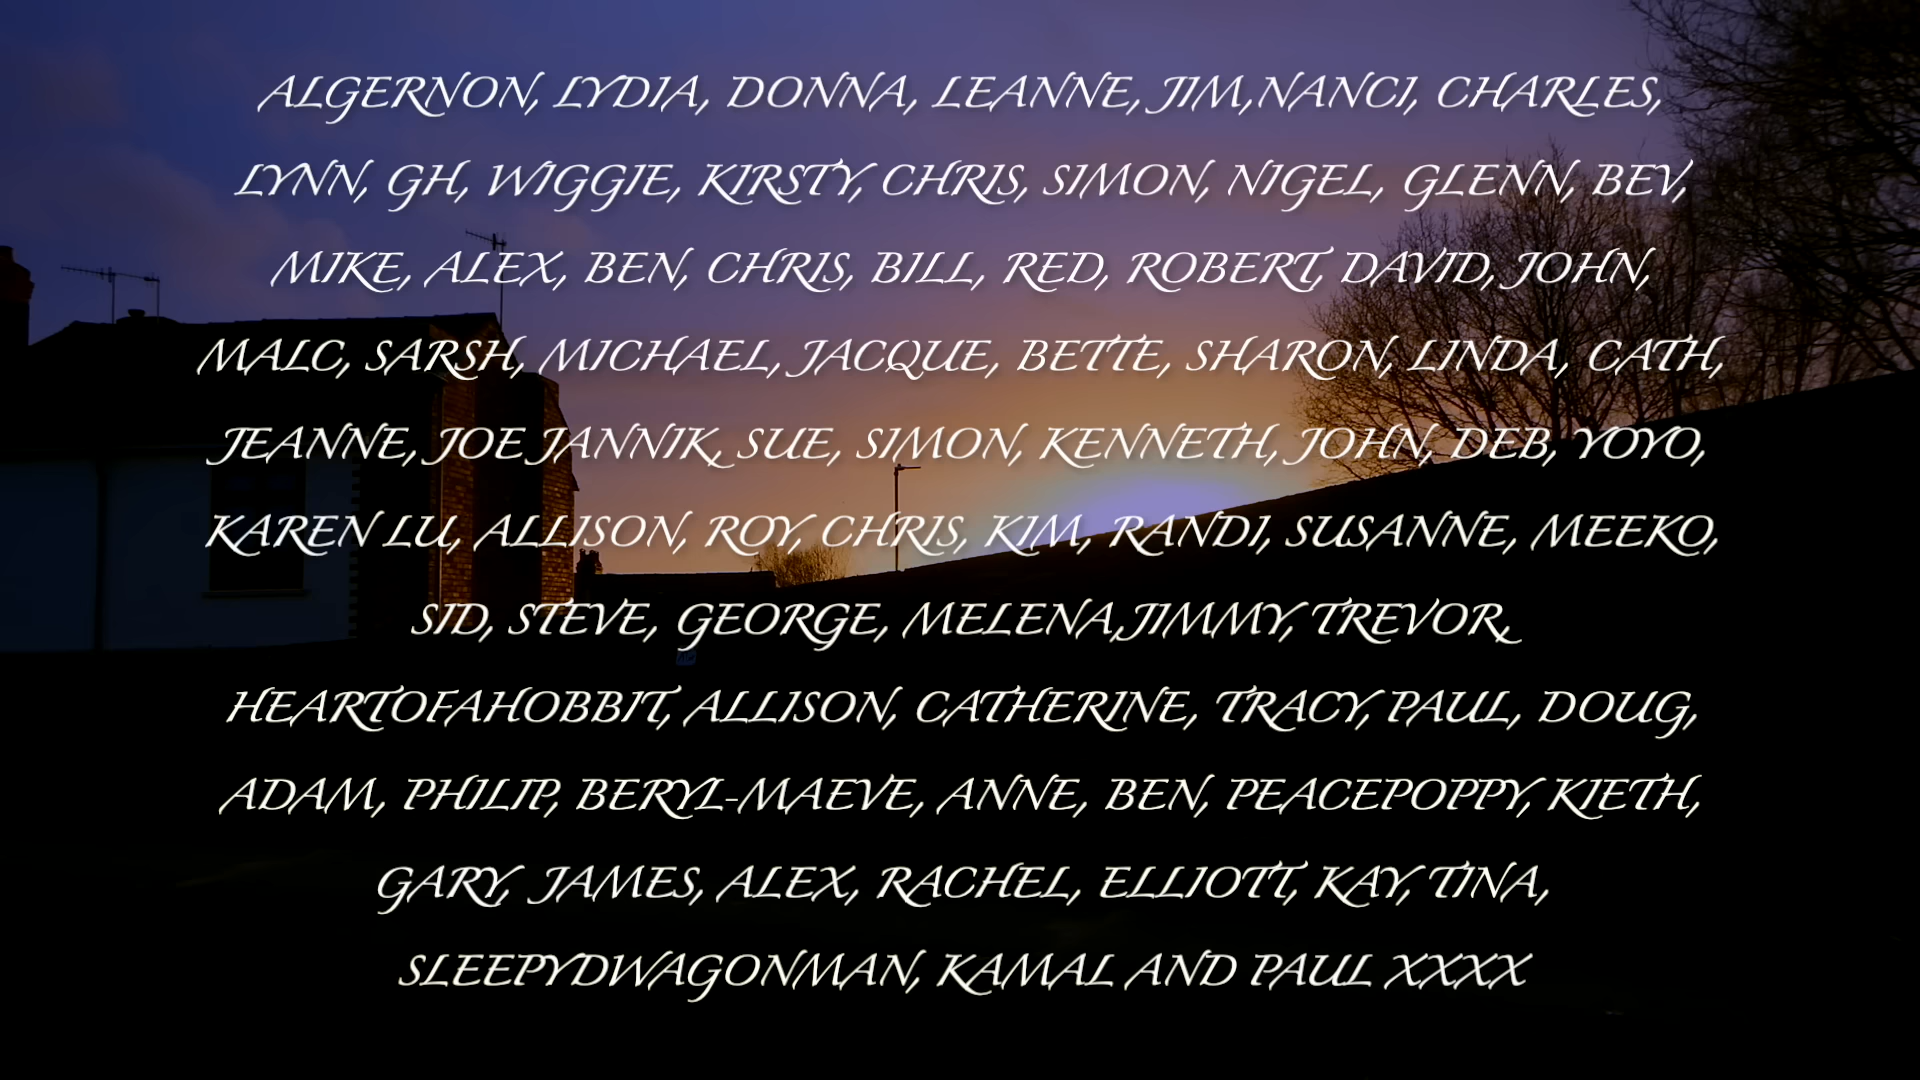 ALGERNON, LYDIA, DONNA, LEANNE, JIM,NANCI, CHARLES,
LYNN, GH, WIGGIE, KIRSTY, CHRIS, SIMON, NIGEL, GLENN, BEV,
MIKE, ALEX, BEN, CHRIS, BILL, RED, ROBERT, DAVID, JOHN,
MALC, SARSH, MICHAEL, JACQUE, BETTE, SHARON, LINDA, CATH,
JEANNE, JOE JANNIK, SUE, SIMON, KENNETH, JOHN, DEB, YOYO,
KAREN LU, ALLISON, ROY, CHRIS, KIM, RANDI, SUSANNE, MEEKO,
SID, STEVE, GEORGE, MELENA,JIMMY, TREVOR,
HEARTOFAHOBBIT, ALLISON, CATHERINE, TRACY, PAUL, DOUG,
ADAM, PHILIP, BERYL-MAEVE, ANNE, BEN, PEACEPOPPY, KIETH,
GARY, JAMES, ALEX, RACHEL, ELLIOTT, KAY, TINA,
SLEEPYDWAGONMAN, KAMAL AND PAUL XXXX